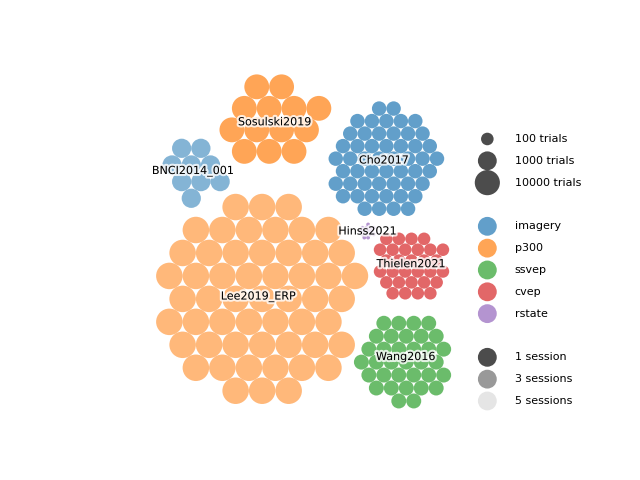 Sosulski2019
BNCI2014_001
Cho2017
Hinss2021
Thielen2021
Lee2019_ERP
Wang2016
100 trials
1000 trials
10000 trials
imagery
p300
ssvep
cvep
rstate
1 session
3 sessions
5 sessions